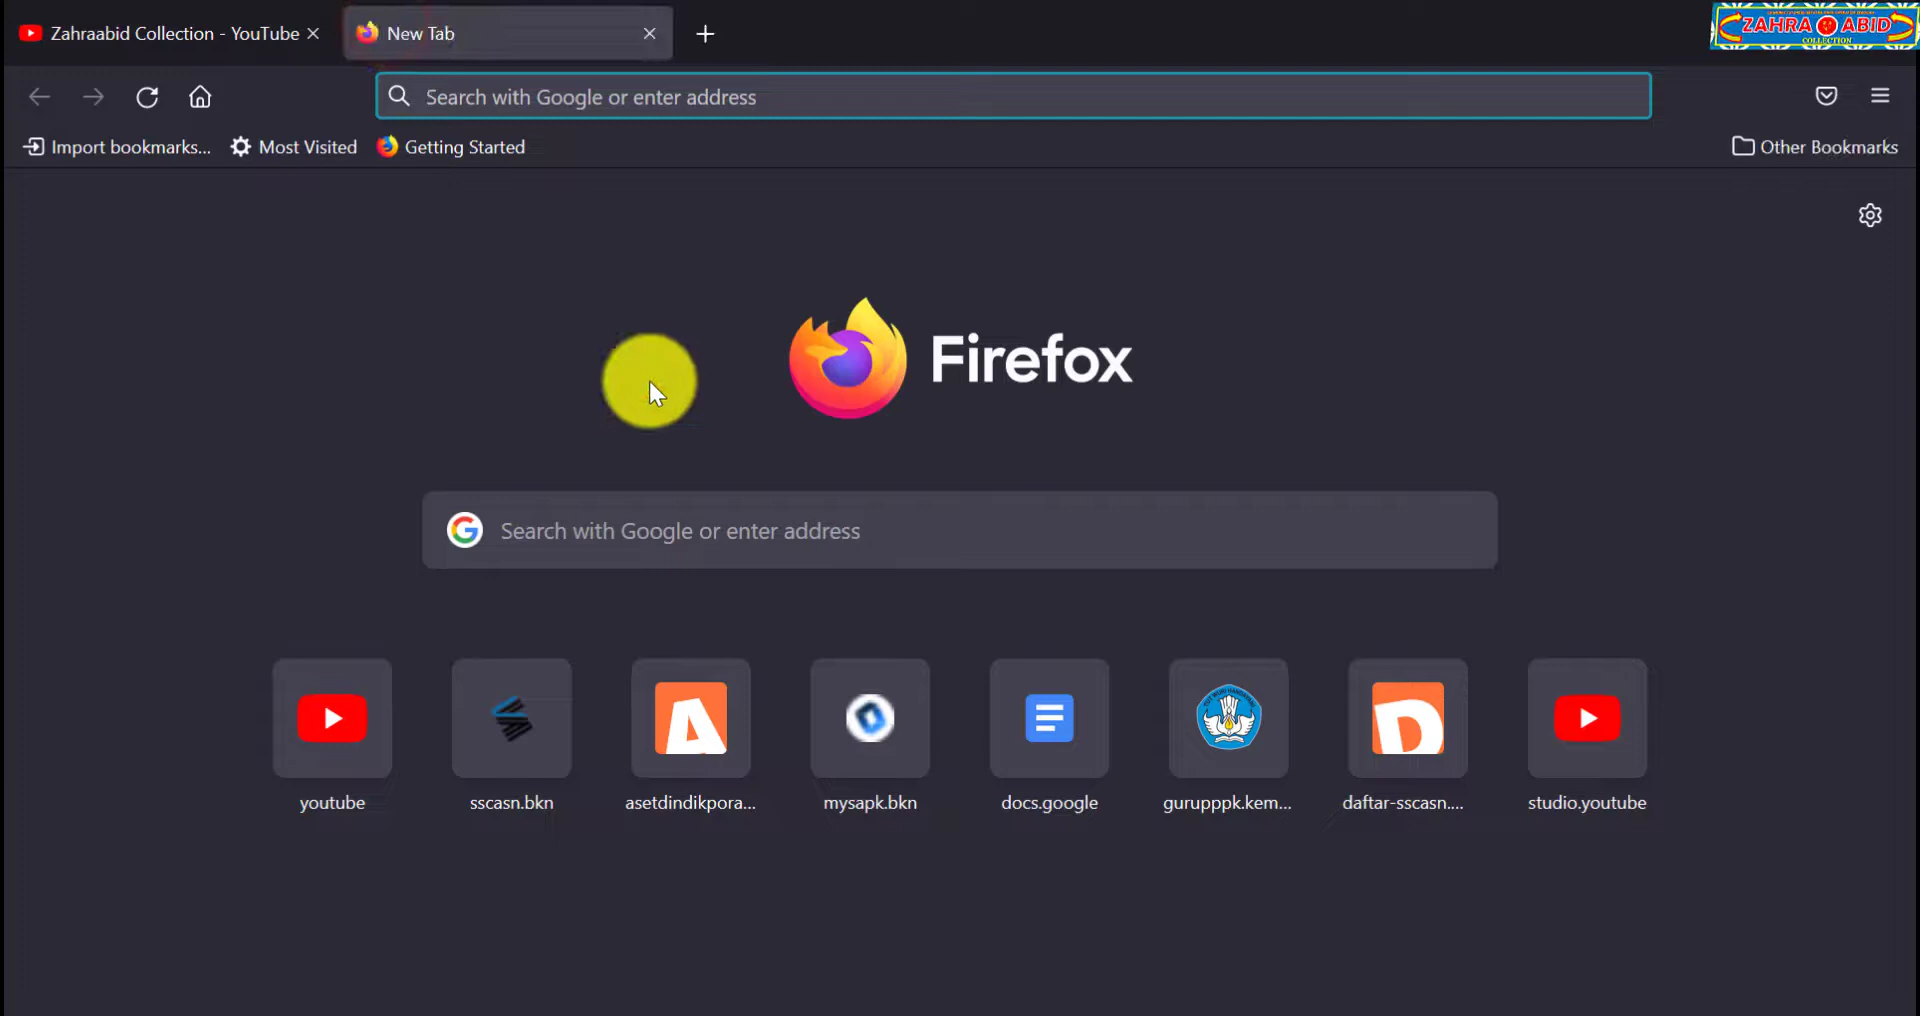 Zahraabid Collection - YouTube
New Tab
ZAHRA ABID
COLLECTION
Search with Google or enter address
Import bookmarks...
Most Visited
Getting Started
Other Bookmarks
Firefox
Search with Google or enter address
youtube
sscasn.bkn
asetdindikpora...
mysapk.bkn
docs.google
gurupppk.kem...
daftar-sscasn....
studio.youtube